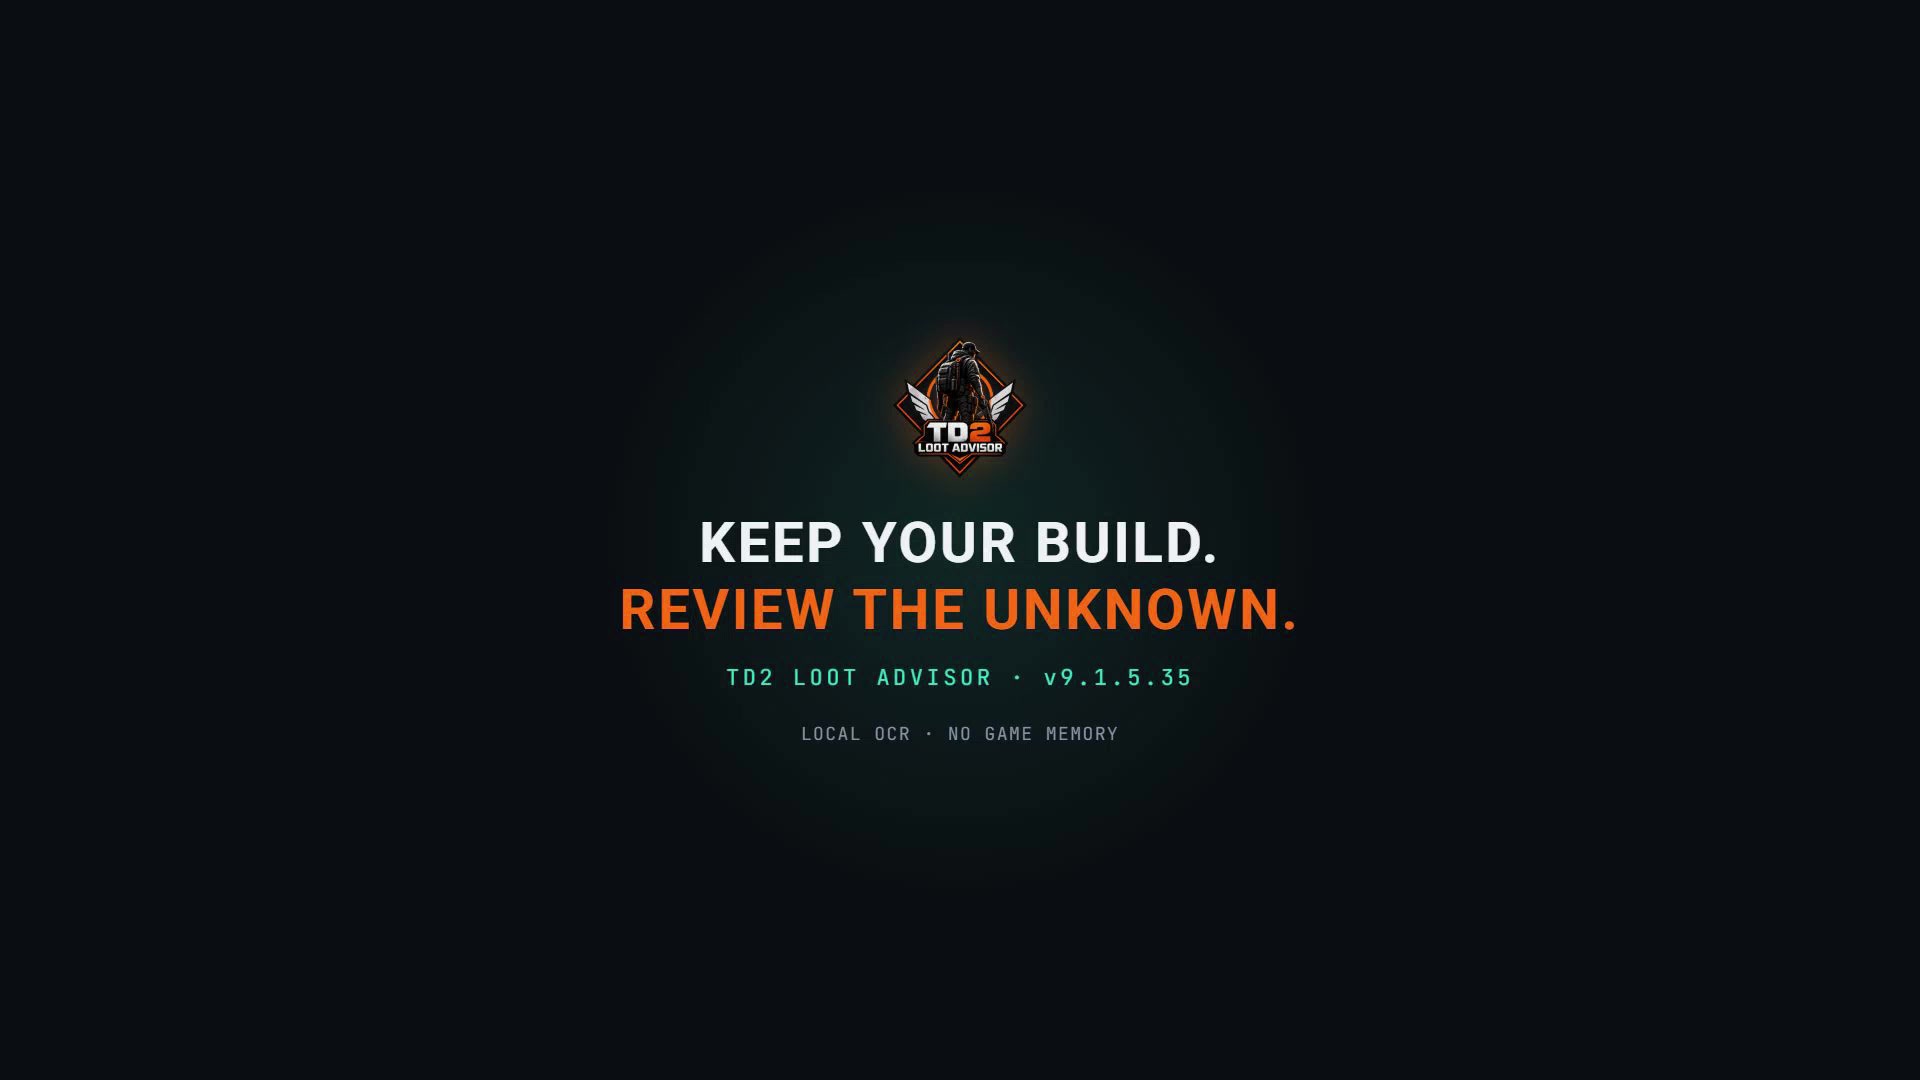 TD2
LOOT ADVISOR
KEEP YOUR BUILD.
REVIEW THE UNKNOWN.
TD2 LOOT ADVISOR · v9.1.5.35
LOCAL OCR · NO GAME MEMORY